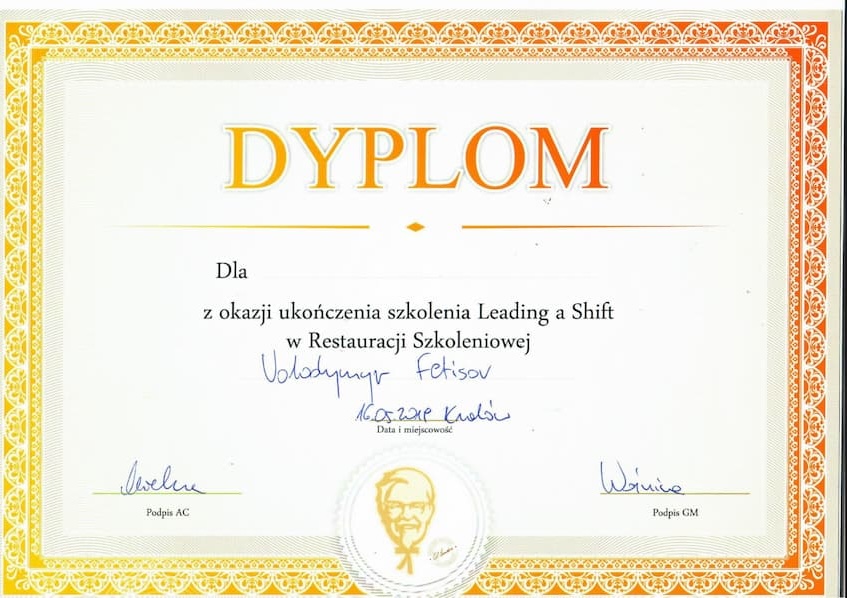 DYPLOM
Dla
z okazji ukończenia szkolenia Leading a Shift
w Restauracji Szkoleniowej
Volodymyr Fetisov
16.05.2019 Kraków
Data i miejscowość
Podpis AC
Podpis GM